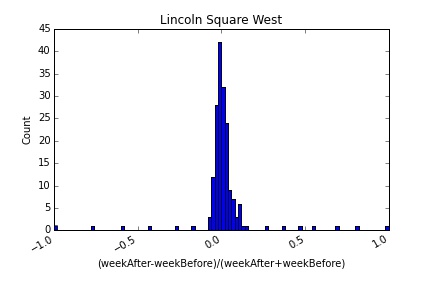 Lincoln Square West
45
40
35
30
25
20
15
10
5
0
Count
−1.0 −0.5 0.0 0.5 1.0
(weekAfter-weekBefore)/(weekAfter+weekBefore)